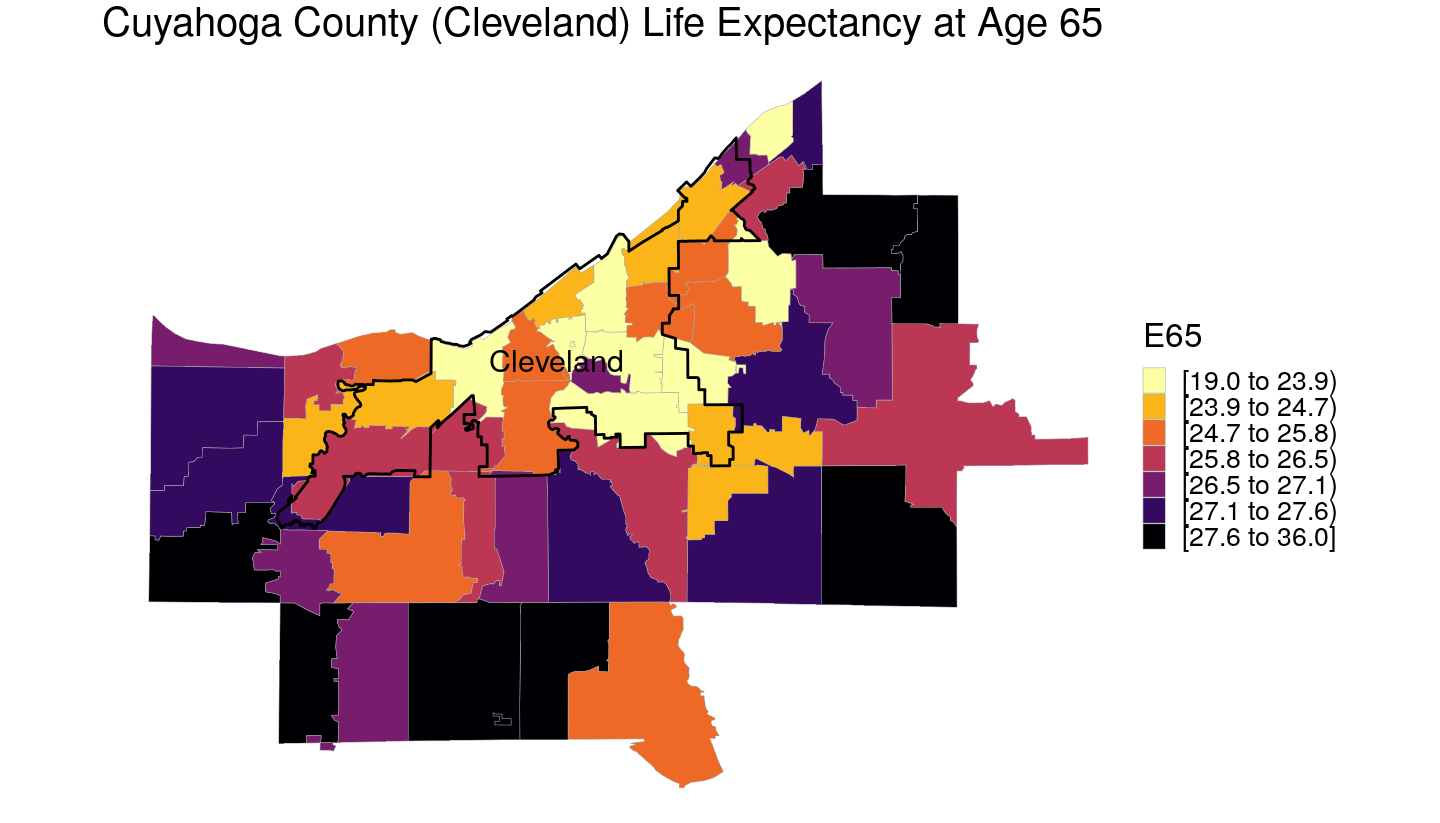 Cuyahoga County (Cleveland) Life Expectancy at Age 65
Cleveland
E65
[19.0 to 23.9)
[23.9 to 24.7)
[24.7 to 25.8)
[25.8 to 26.5)
[26.5 to 27.1)
[27.1 to 27.6)
[27.6 to 36.0]